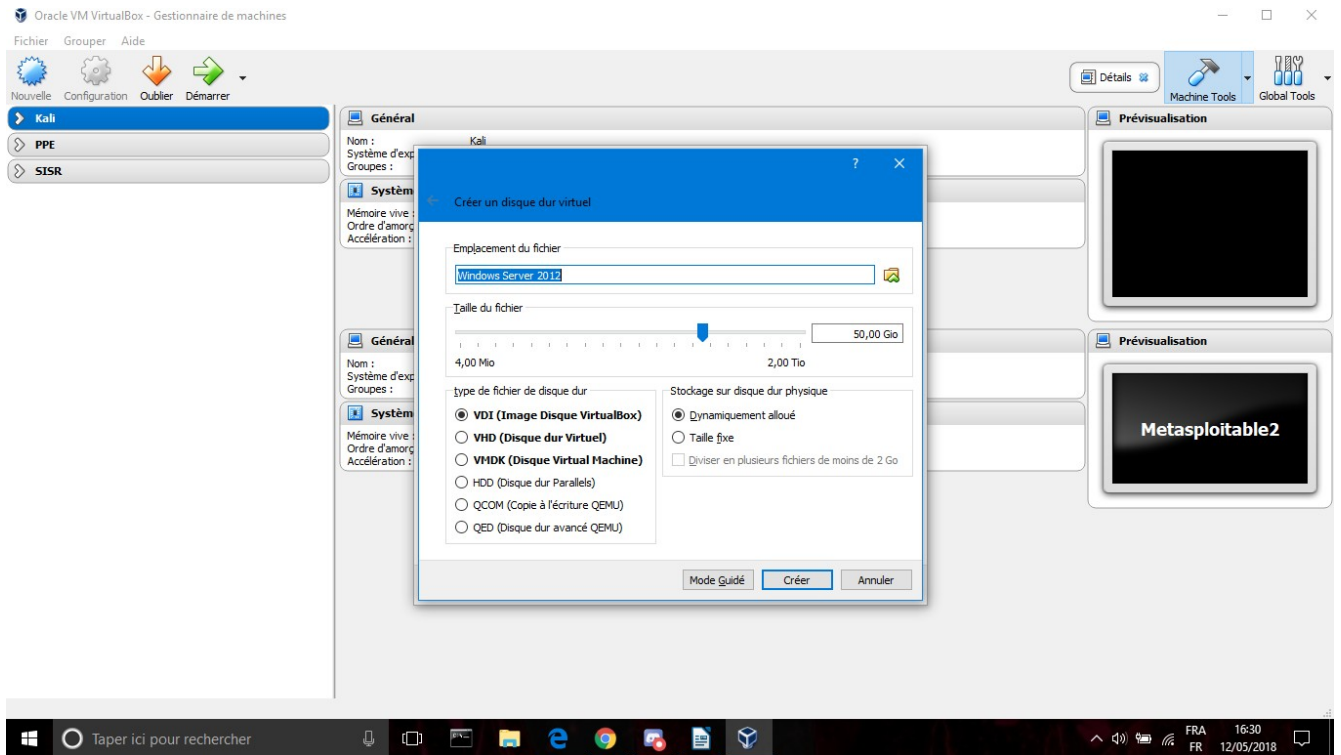 Oracle VM VirtualBox - Gestionnaire de machines
Fichier Grouper Aide
Nouvelle Configuration Oublier Démarrer
Détails
Machine Tools
Global Tools
Kali
PPE
SISR
Général
Nom : Kali
Système d'exp
Groupes :
Systèm
Mémoire vive :
Ordre d'amorç
Accélération :
Prévisualisation
Général
Nom :
Système d'exp
Groupes :
Systèm
Mémoire vive :
Ordre d'amorç
Accélération :
Prévisualisation
Metasploitable2
?
Créer un disque dur virtuel
Emplacement du fichier
Windows Server 2012
Taille du fichier
50,00 Gio
4,00 Mio 2,00 Tio
type de fichier de disque dur
VDI (Image Disque VirtualBox)
VHD (Disque dur Virtuel)
VMDK (Disque Virtual Machine)
HDD (Disque dur Parallels)
QCOM (Copie à l'écriture QEMU)
QED (Disque dur avancé QEMU)
Stockage sur disque dur physique
Dynamiquement alloué
Taille fixe
Diviser en plusieurs fichiers de moins de 2 Go
Mode Guidé Créer Annuler
Taper ici pour rechercher
FRA
FR
16:30
12/05/2018